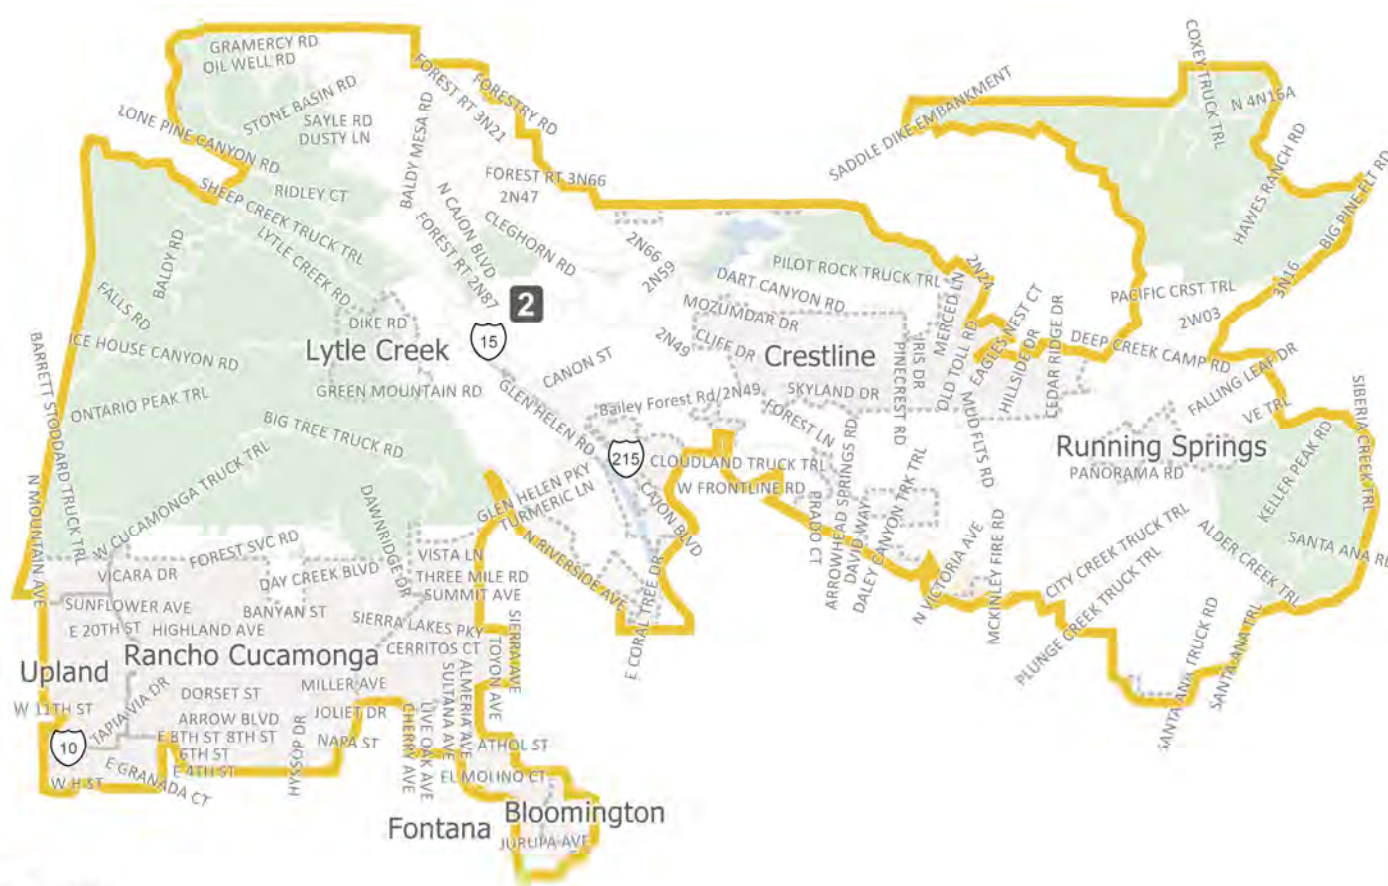 GRAMERCY RD
OIL WELL RD
STONE BASIN RD
SAYLE RD
DUSTY LN
LONE PINE CANYON RD
SHEEP CREEK TRUCK TRL
RIDLEY CT
LYTLE CREEK RD
BALDY RD
FALLS RD
ICE HOUSE CANYON RD
ONTARIO PEAK TRL
BARRETT STODDARD TRUCK TRL
N MOUNTAIN AVE
BIG TREE TRUCK RD
W CUCAMONGA TRUCK TRL
FOREST RT 3N21
FORESTRY RD
BALDY MESA RD
FOREST RT 3N66
2N47
N CAJON BLVD
CLEGHORN RD
FOREST RT 2N87
2
15
DIKE RD
Lytle Creek
GREEN MOUNTAIN RD
CANON ST
GLEN HELEN RD
2N66
2N59
2N49
Bailey Forest Rd/2N49
215
SADDLE DIKE EMBANKMENT
COXEY TRUCK TRL
N 4N16A
HAWES RANCH RD
BIG PINE FLT RD
3N16
PACIFIC CRST TRL
2W03
PILOT ROCK TRUCK TRL
DART CANYON RD
MOZUMDAR DR
CLIFF DR
Crestline
SKYLAND DR
FOREST LN
2N24
MERCED LN
IRIS DR
PINECREST RD
OLD TOLL RD
EAGLES NEST CT
HILLSIDE DR
CEDAR RIDGE DR
MUD FLTS RD
DEEP CREEK CAMP RD
FALLING LEAF DR
VE TRL
SIBERIA CREEK TRL
Running Springs
PANORAMA RD
KELLER PEAK RD
SANTA ANA RD
ALDER CREEK TRL
CITY CREEK TRUCK TRL
PLUNGE CREEK TRUCK TRL
SANTA ANA TRUCK RD
SANTA ANA TRL
CLOUDLAND TRUCK TRL
W FRONTLINE RD
CAJON BLVD
BRADO CT
ARROWHEAD SPRINGS RD
DAVID WAY
DALEY CANYON TRK TRL
N VICTORIA AVE
MCKINLEY FIRE RD
GLEN HELEN PKY
TURMERIC LN
N RIVERSIDE AVE
E CORAL TREE DR
FOREST SVC RD
VICARA DR
DAY CREEK BLVD
DAWNRIDGE DR
VISTA LN
THREE MILE RD
SUMMIT AVE
SUNFLOWER AVE
BANYAN ST
E 20TH ST
HIGHLAND AVE
SIERRA LAKES PKY
CERRITOS CT
SIERRA AVE
TOYON AVE
ALMERIA AVE
SULTANA AVE
Upland
Rancho Cucamonga
W 11TH ST
TAPIA VIA DR
DORSET ST
MILLER AVE
ARROW BLVD
JOLIET DR
E 8TH ST
8TH ST
NARA ST
6TH ST
E 4TH ST
HYSSOP DR
CHERRY AVE
LIVE OAK AVE
10
W H ST
E GRANADA CT
ATHOL ST
EL MOLINO CT
Bloomington
Fontana
JURUPA AVE